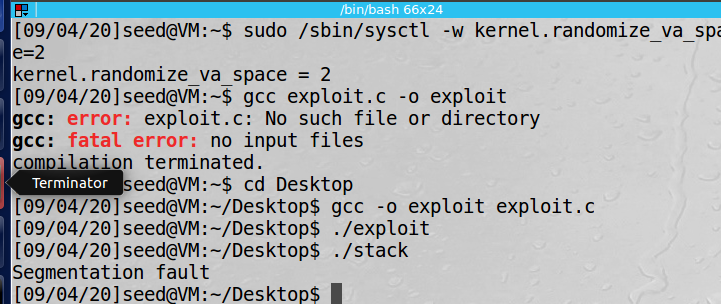 /bin/bash 66x24
[09/04/20]seed@VM:~$ sudo /sbin/sysctl -w kernel.randomize_va_spac
e=2
kernel.randomize_va_space = 2
[09/04/20]seed@VM:~$ gcc exploit.c -o exploit
gcc: error: exploit.c: No such file or directory
gcc: fatal error: no input files
compilation terminated.
Terminator
seed@VM:~$ cd Desktop
[09/04/20]seed@VM:~/Desktop$ gcc -o exploit exploit.c
[09/04/20]seed@VM:~/Desktop$ ./exploit
[09/04/20]seed@VM:~/Desktop$ ./stack
Segmentation fault
[09/04/20]seed@VM:~/Desktop$